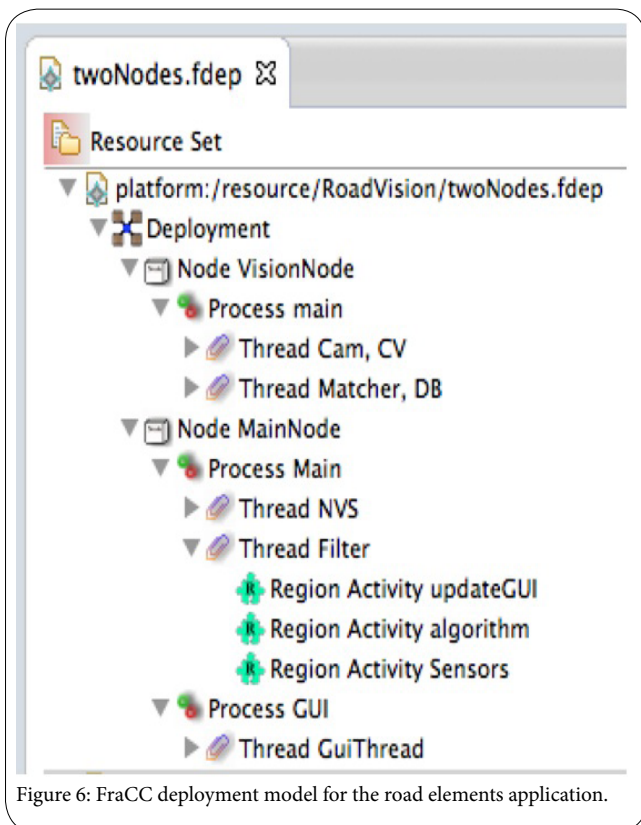 twoNodes.fdep
Resource Set
platform:/resource/RoadVision/twoNodes.fdep
Deployment
Node VisionNode
Process main
Thread Cam, CV
Thread Matcher, DB
Node MainNode
Process Main
Thread NVS
Thread Filter
Region Activity updateGUI
Region Activity algorithm
Region Activity Sensors
Process GUI
Thread GuiThread
Figure 6: FraCC deployment model for the road elements application.